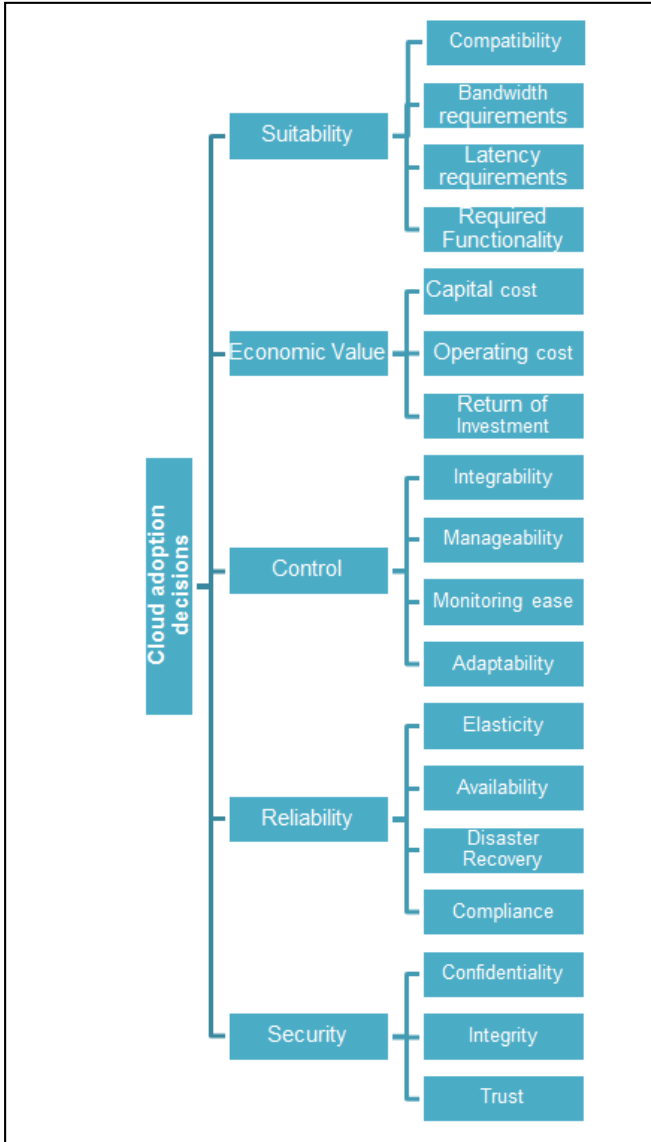 Cloud adoption
decisions
Suitability
Compatibility
Bandwidth
requirements
Latency
requirements
Required
Functionality
Economic Value
Capital cost
Operating cost
Return of
Investment
Control
Integrability
Manageability
Monitoring ease
Adaptability
Reliability
Elasticity
Availability
Disaster
Recovery
Compliance
Security
Confidentiality
Integrity
Trust